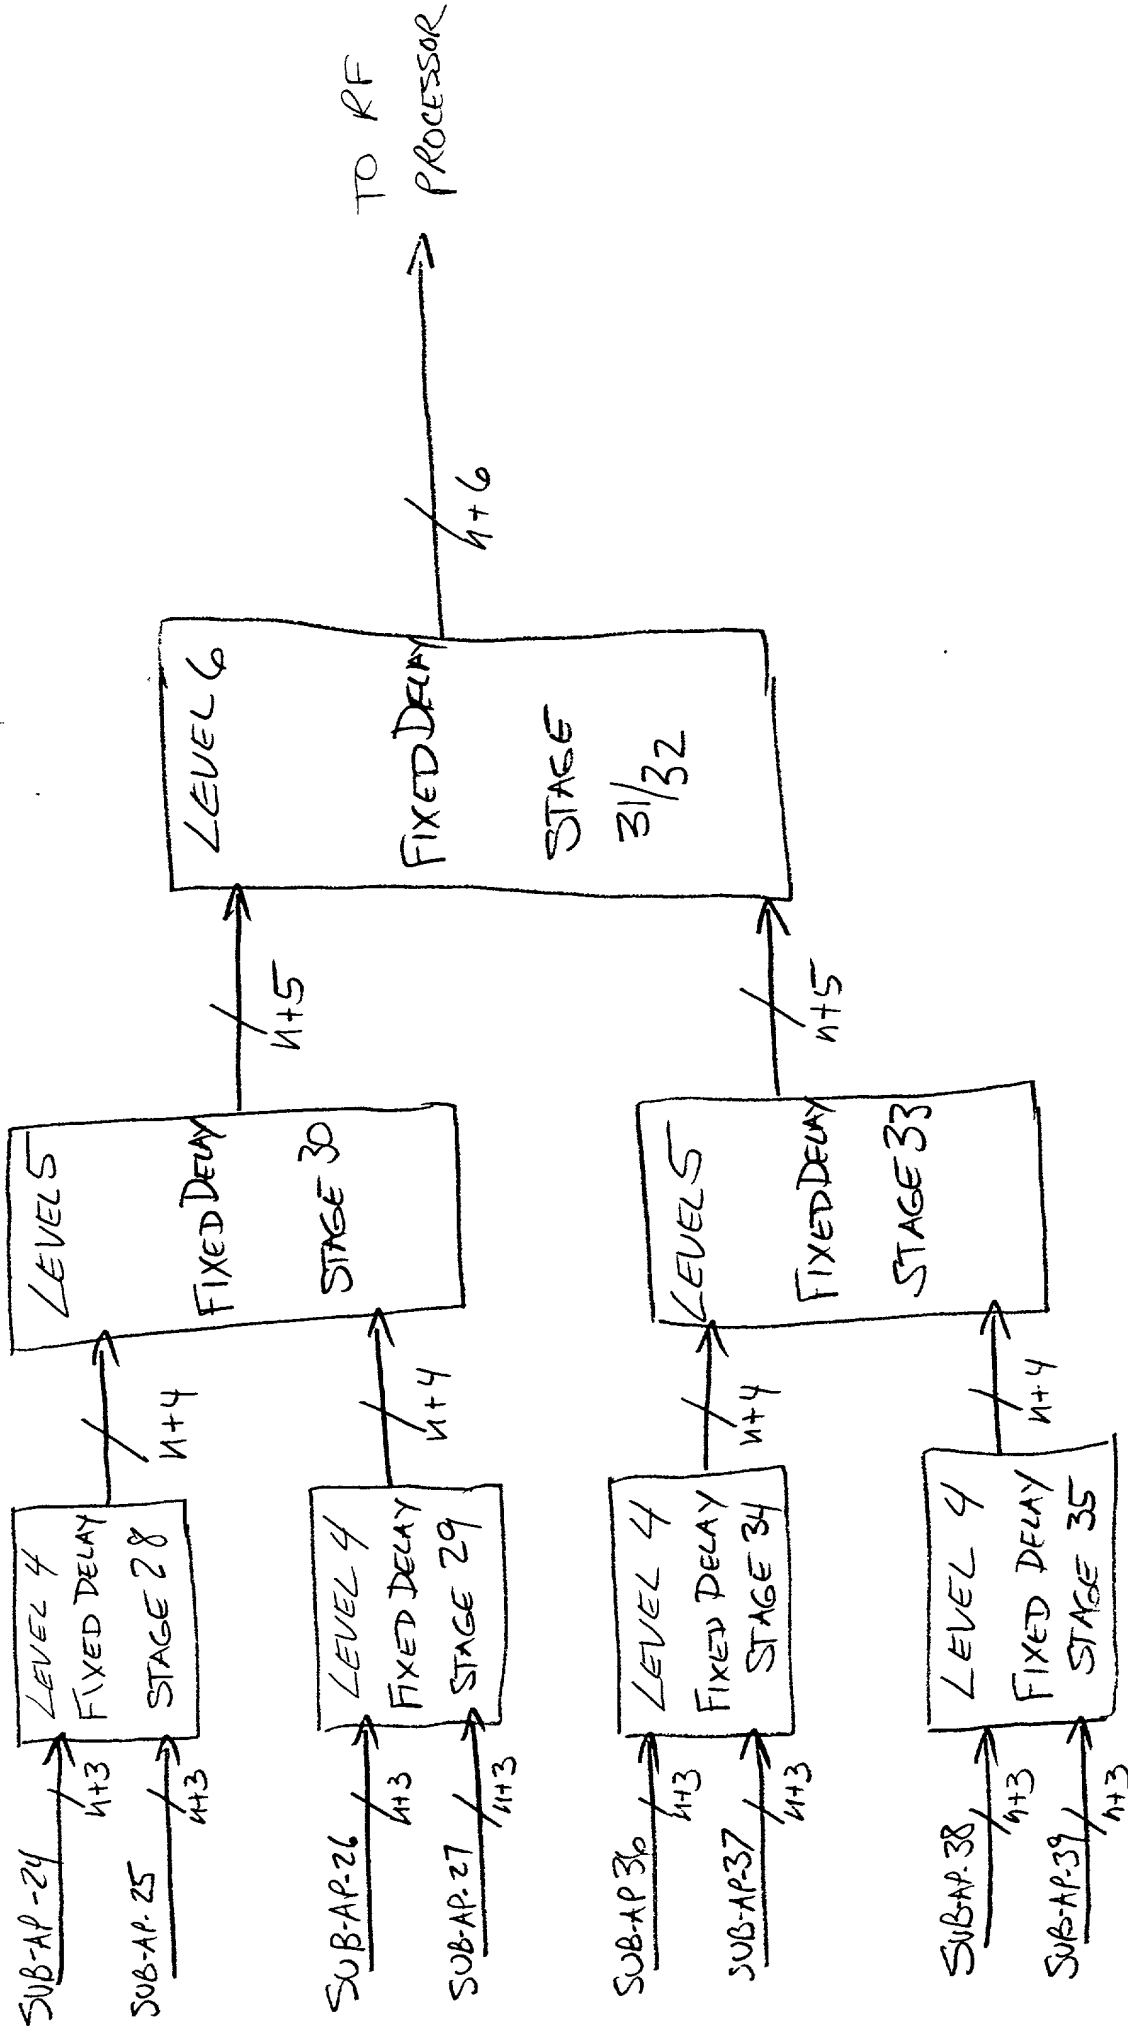 SUB-AP-24
n+3
SUB-AP-25
n+3
LEVEL 4
FIXED DELAY
STAGE 28
n+4
SUB-AP-26
n+3
SUB-AP-27
n+3
LEVEL 4
FIXED DELAY
STAGE 29
n+4
LEVEL 5
FIXED DELAY
STAGE 30
n+5
SUB-AP 36
n+3
SUB-AP-37
n+3
LEVEL 4
FIXED DELAY
STAGE 34
n+4
SUB-AP-38
n+3
SUB-AP-39
n+3
LEVEL 4
FIXED DELAY
STAGE 35
n+4
LEVEL 5
FIXED DELAY
STAGE 33
n+5
LEVEL 6
FIXED DELAY
STAGE
31/32
n+6
TO RF
PROCESSOR